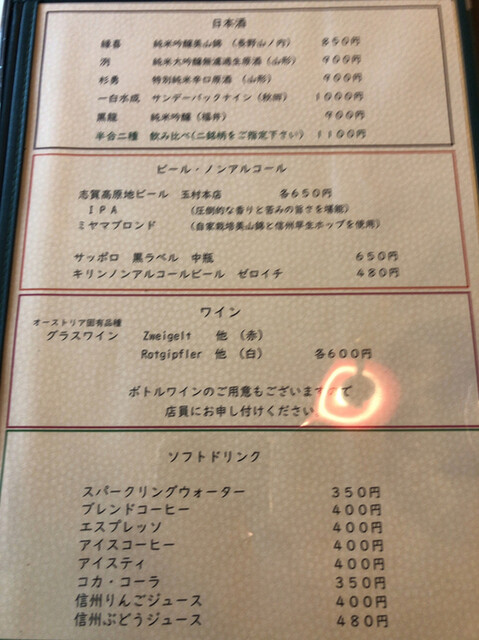 日本酒
縁喜 純米吟醸美山錦 (長野山ノ内) 850円
洌 純米大吟醸無濾過生原酒 (山形) 900円
杉勇 特別純米辛口原酒 (山形) 900円
一白水成 サンデーバックナイン (秋田) 1000円
黒龍 純米吟醸 (福井) 900円
半合二種 飲み比べ(二銘柄をご指定下さい) 1100円
ビール・ノンアルコール
志賀高原地ビール 玉村本店 各650円
IPA (圧倒的な香りと苦みの旨さを堪能)
ミヤマブロンド (自家栽培美山錦と信州早生ホップを使用)
サッポロ 黒ラベル 中瓶 650円
キリンノンアルコールビール ゼロイチ 480円
ワイン
オーストリア固有品種
グラスワイン Zweigelt 他 (赤)
Rotgipfler 他 (白) 各600円
ボトルワインのご用意もございますので
店員にお申し付けください
ソフトドリンク
スパークリングウォーター 350円
ブレンドコーヒー 400円
エスプレッソ 400円
アイスコーヒー 400円
アイスティ 400円
コカ・コーラ 350円
信州りんごジュース 400円
信州ぶどうジュース 480円